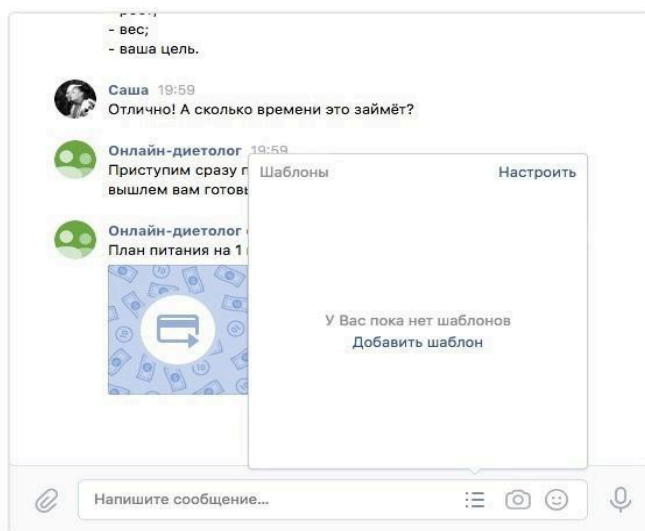 - вес;
- ваша цель.
Саша 19:59
Отлично! А сколько времени это займёт?
Онлайн-диетолог 19:59
Приступим сразу
вышлем вам
Онлайн-диетолог
План питания на 1
Шаблоны
Настроить
У Вас пока нет шаблонов
Добавить шаблон
Напишите сообщение...